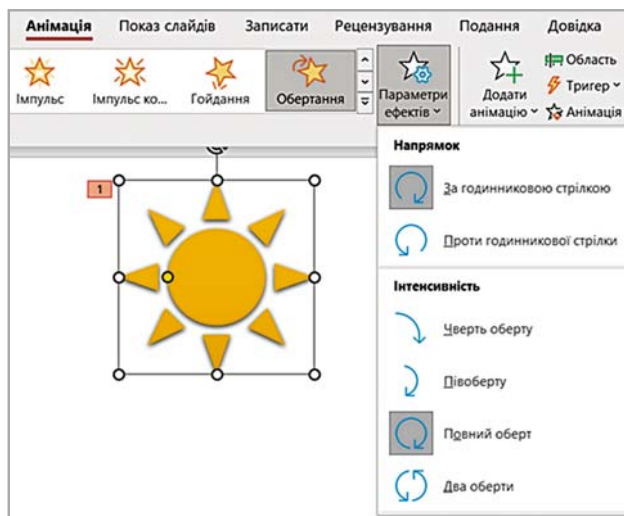 Анімація Показ слайдів Записати Рецензування Подання Довідка
Імпульс Імпульс ко... Гойдання Обертання
Параметри ефектів
Додати анімацію
Область
Тригер
Анімація
Напрямок
За годинниковою стрілкою
Проти годинникової стрілки
Інтенсивність
Чверть оберту
Півоберту
Повний оберт
Два оберти
1